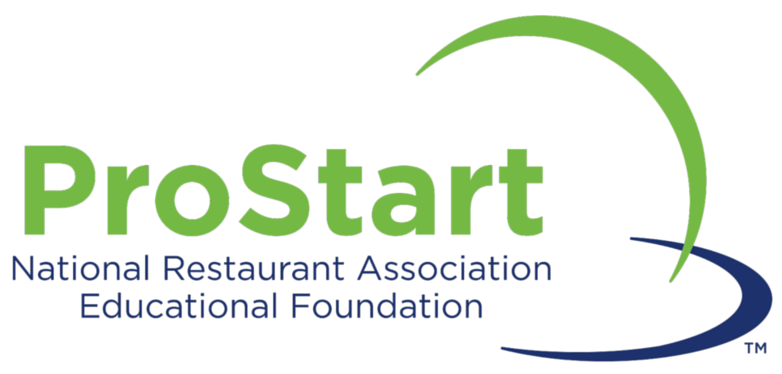 ProStart
National Restaurant Association
Educational Foundation
TM